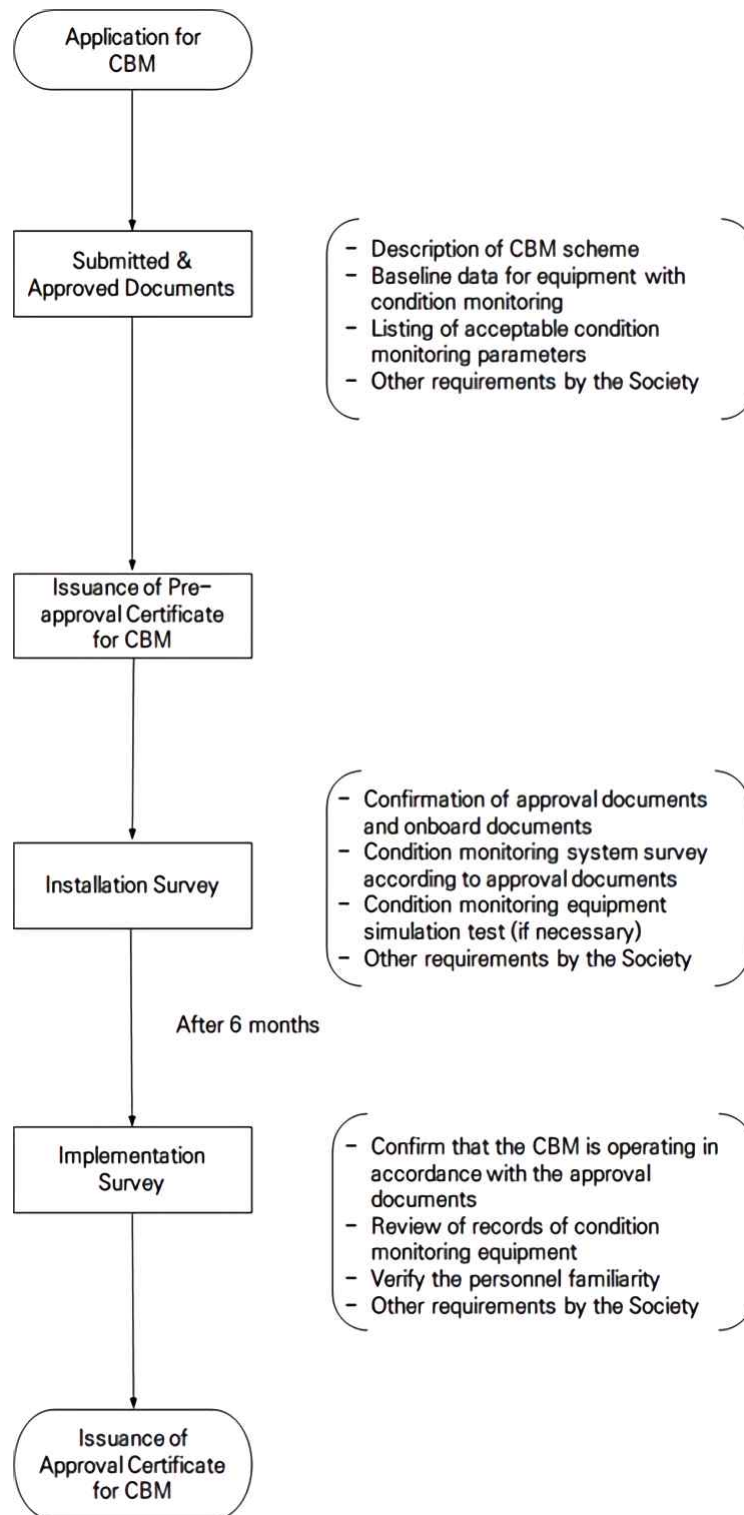 Application for
CBM
Submitted &
Approved Documents
- Description of CBM scheme
- Baseline data for equipment with
condition monitoring
- Listing of acceptable condition
monitoring parameters
- Other requirements by the Society
Issuance of Pre-
approval Certificate
for CBM
Installation Survey
- Confirmation of approval documents
and onboard documents
- Condition monitoring system survey
according to approval documents
- Condition monitoring equipment
simulation test (if necessary)
- Other requirements by the Society
After 6 months
Implementation
Survey
- Confirm that the CBM is operating in
accordance with the approval
documents
- Review of records of condition
monitoring equipment
- Verify the personnel familiarity
- Other requirements by the Society
Issuance of
Approval Certificate
for CBM